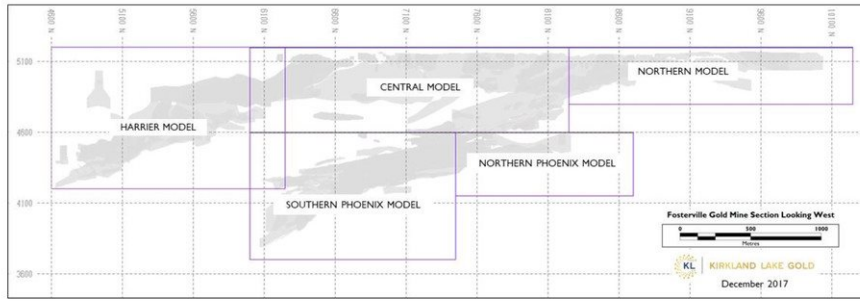 4600 N
5100 N
5600 N
6100 N
6600 N
7100 N
7600 N
8100 N
8600 N
9100 N
9600 N
10100 N
5100
4600
4100
3600
NORTHERN MODEL
CENTRAL MODEL
HARRIER MODEL
NORTHERN PHOENIX MODEL
SOUTHERN PHOENIX MODEL
Fosterville Gold Mine Section Looking West
0 500 1000
Metres
KL KIRKLAND LAKE GOLD
December 2017